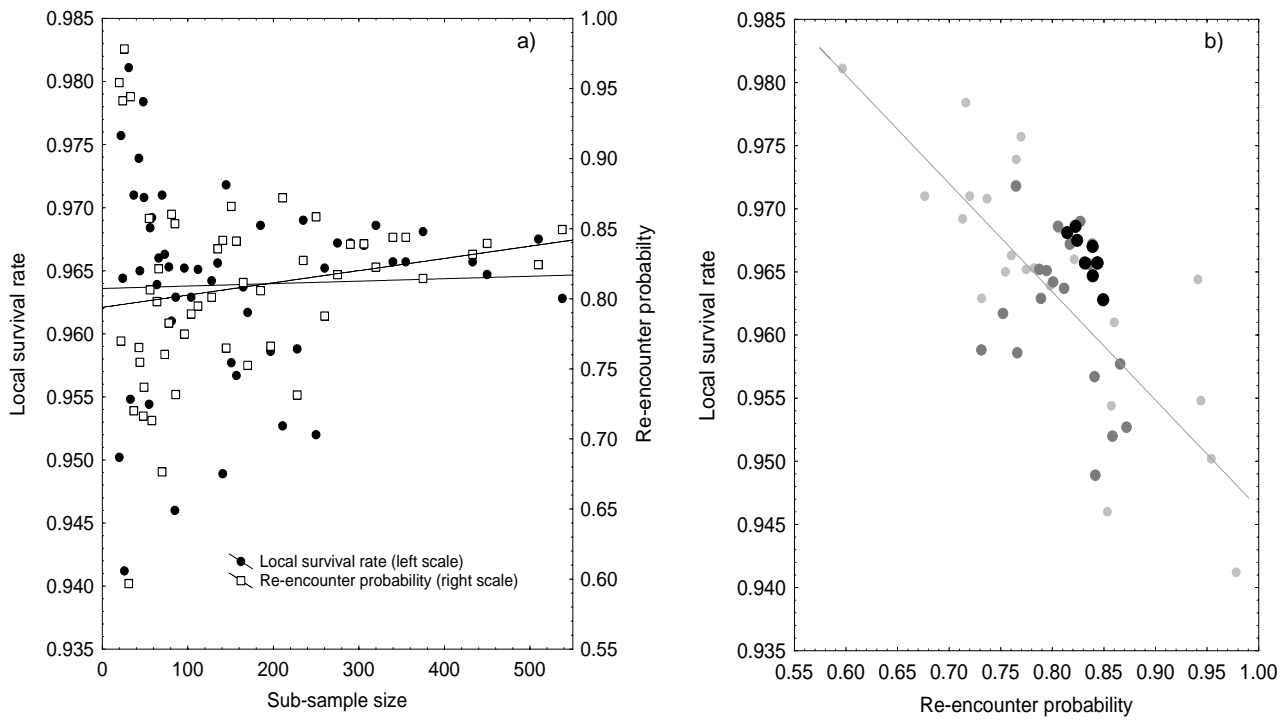 a)
0.985
0.980
0.975
0.970
0.965
0.960
0.955
0.950
0.945
0.940
0.935
Local survival rate
1.00
0.95
0.90
0.85
0.80
0.75
0.70
0.65
0.60
0.55
Re-encounter probability
Local survival rate (left scale)
Re-encounter probability (right scale)
0 100 200 300 400 500
Sub-sample size
b)
0.985
0.980
0.975
0.970
0.965
0.960
0.955
0.950
0.945
0.940
0.935
Local survival rate
0.55 0.60 0.65 0.70 0.75 0.80 0.85 0.90 0.95 1.00
Re-encounter probability